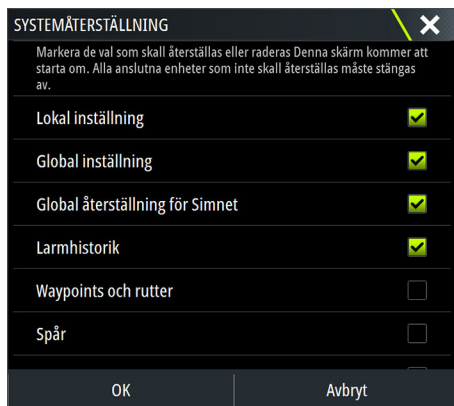 SYSTEMÅTERSTÄLLNING
Markera de val som skall återställas eller raderas Denna skärm kommer att
starta om. Alla anslutna enheter som inte skall återställas måste stängas
av.
Lokal inställning
Global inställning
Global återställning för Simnet
Larmhistorik
Waypoints och rutter
Spår
OK
Avbryt